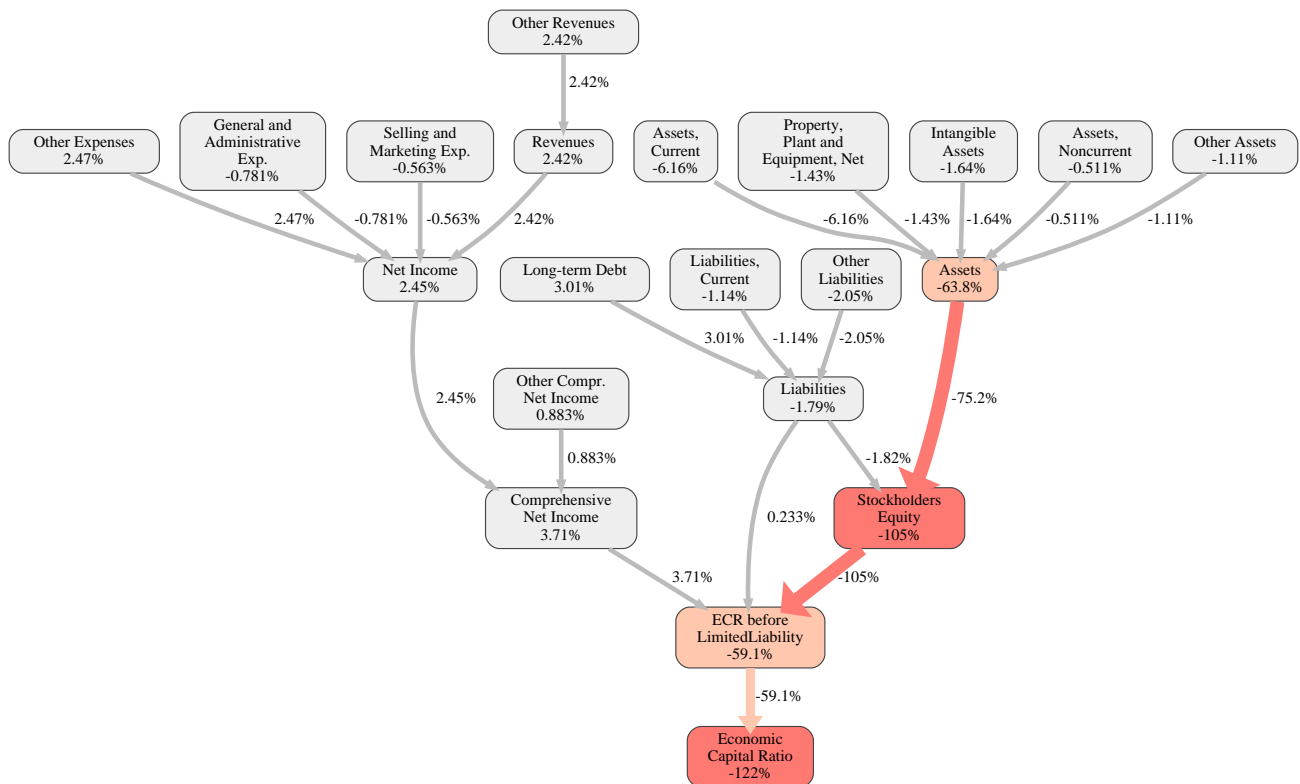 Other Revenues
2.42%
2.42%
Other Expenses
2.47%
General and
Administrative
Exp.
-0.781%
Selling and
Marketing Exp.
-0.563%
Revenues
2.42%
Assets,
Current
-6.16%
Property,
Plant and
Equipment, Net
-1.43%
Intangible
Assets
-1.64%
Assets,
Noncurrent
-0.511%
Other Assets
-1.11%
2.47%
-0.781%
-0.563%
2.42%
-6.16%
-1.43%
-1.64%
-0.511%
-1.11%
Net Income
2.45%
Long-term Debt
3.01%
Liabilities,
Current
-1.14%
Other
Liabilities
-2.05%
Assets
-63.8%
3.01%
-1.14%
-2.05%
2.45%
Other Compr.
Net Income
0.883%
Liabilities
-1.79%
-75.2%
0.883%
-1.82%
Comprehensive
Net Income
3.71%
0.233%
Stockholders
Equity
-105%
3.71%
-105%
ECR before
LimitedLiability
-59.1%
-59.1%
Economic
Capital Ratio
-122%